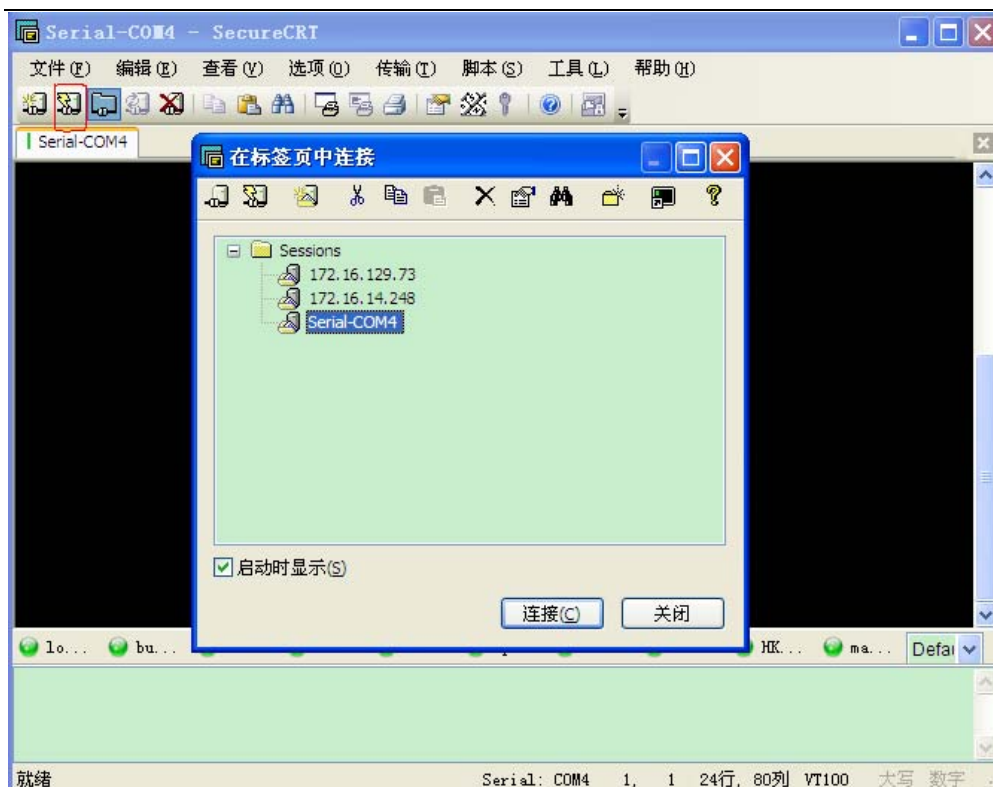 Serial-COM4 - SecureCRT
文件(F) 编辑(E) 查看(V) 选项(O) 传输(T) 脚本(S) 工具(L) 帮助(H)
Serial-COM4
在标签页中连接
Sessions
172.16.129.73
172.16.14.248
Serial-COM4
启动时显示(S)
连接(C) 关闭
lo... bu... HK... ma... Defa
就绪 Serial: COM4 1, 1 24行, 80列 VT100 大写 数字